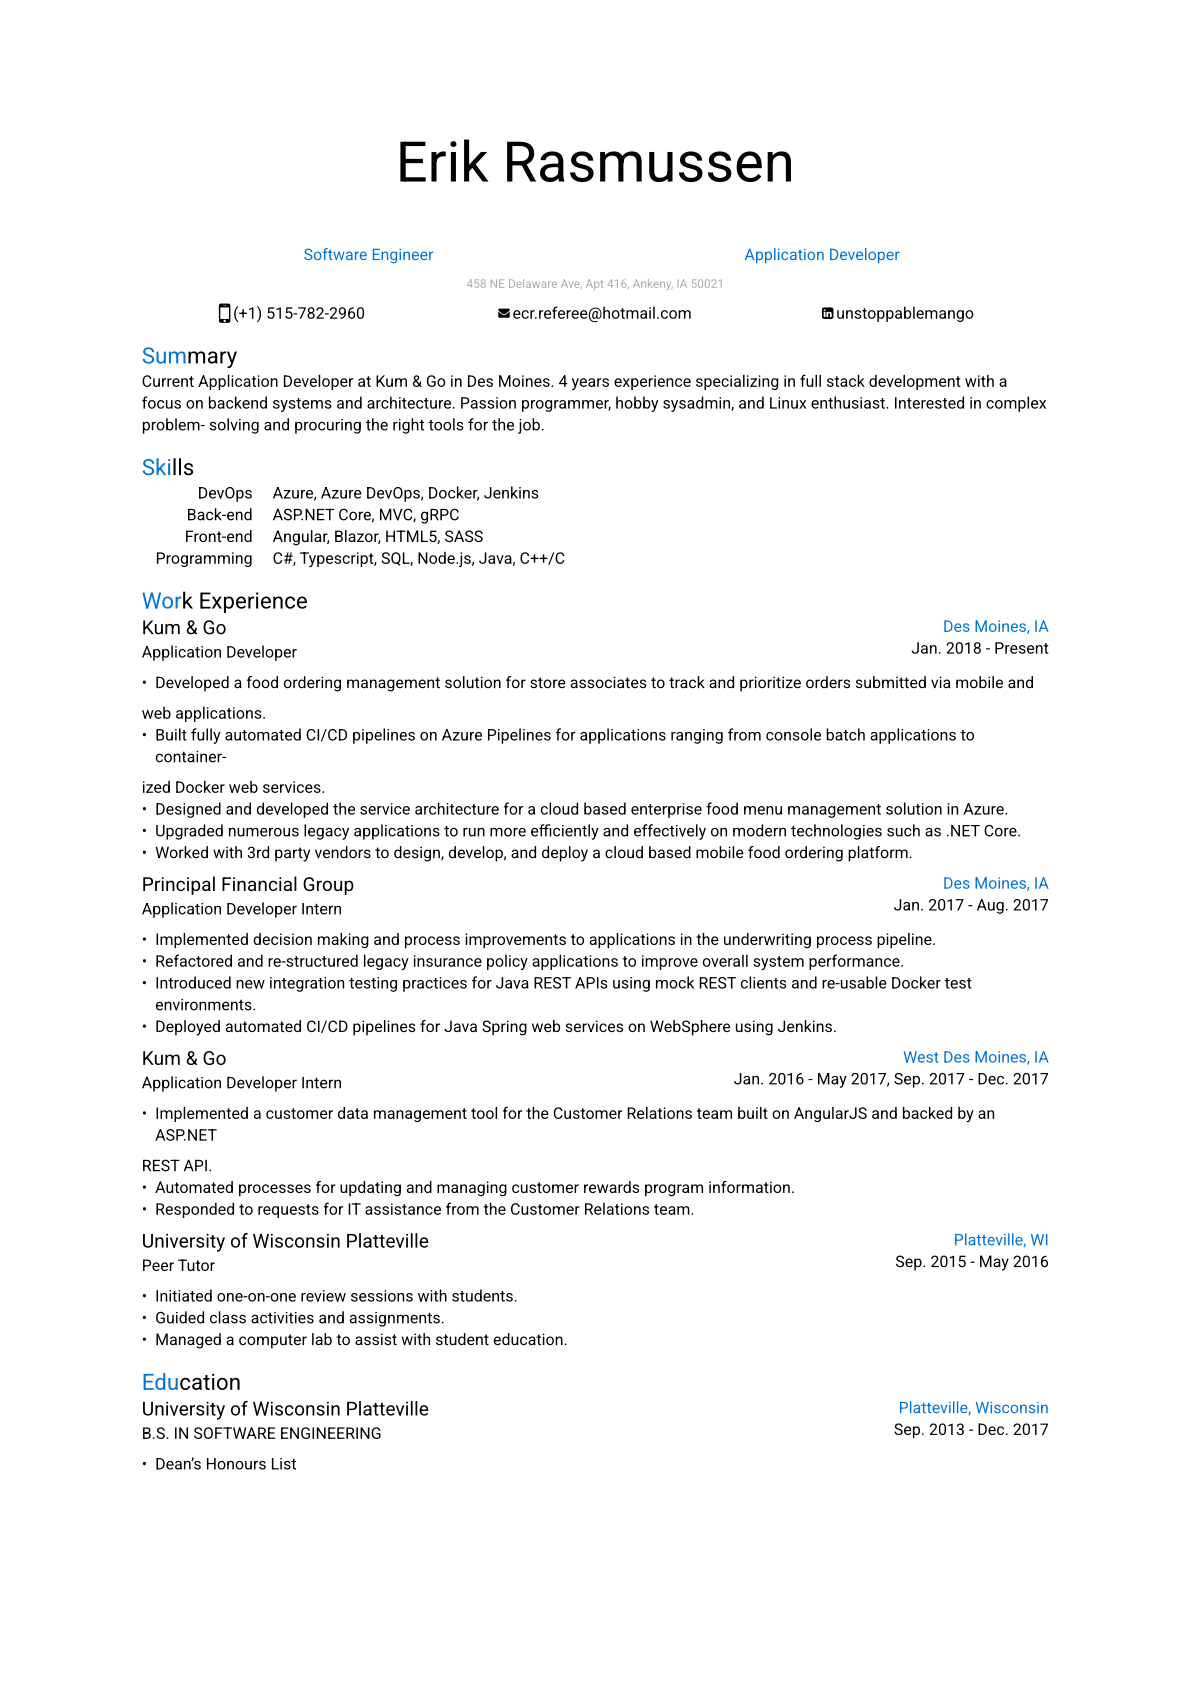 Erik Rasmussen
Software Engineer Application Developer
458 NE Delaware Ave, Apt 416, Ankeny, IA 50021
(+1) 515-782-2960 ecr.referee@hotmail.com unstoppablemango
Summary
Current Application Developer at Kum & Go in Des Moines. 4 years experience specializing in full stack development with a
focus on backend systems and architecture. Passion programmer, hobby sysadmin, and Linux enthusiast. Interested in complex
problem- solving and procuring the right tools for the job.
Skills
DevOps Azure, Azure DevOps, Docker, Jenkins
Back-end ASP.NET Core, MVC, gRPC
Front-end Angular, Blazor, HTML5, SASS
Programming C#, Typescript, SQL, Node.js, Java, C++/C
Work Experience
Kum & Go Des Moines, IA
Application Developer Jan. 2018 - Present
• Developed a food ordering management solution for store associates to track and prioritize orders submitted via mobile and
web applications.
• Built fully automated CI/CD pipelines on Azure Pipelines for applications ranging from console batch applications to
container-
ized Docker web services.
• Designed and developed the service architecture for a cloud based enterprise food menu management solution in Azure.
• Upgraded numerous legacy applications to run more efficiently and effectively on modern technologies such as .NET Core.
• Worked with 3rd party vendors to design, develop, and deploy a cloud based mobile food ordering platform.
Principal Financial Group Des Moines, IA
Application Developer Intern Jan. 2017 - Aug. 2017
• Implemented decision making and process improvements to applications in the underwriting process pipeline.
• Refactored and re-structured legacy insurance policy applications to improve overall system performance.
• Introduced new integration testing practices for Java REST APIs using mock REST clients and re-usable Docker test
environments.
• Deployed automated CI/CD pipelines for Java Spring web services on WebSphere using Jenkins.
Kum & Go West Des Moines, IA
Application Developer Intern Jan. 2016 - May 2017, Sep. 2017 - Dec. 2017
• Implemented a customer data management tool for the Customer Relations team built on AngularJS and backed by an
ASP.NET
REST API.
• Automated processes for updating and managing customer rewards program information.
• Responded to requests for IT assistance from the Customer Relations team.
University of Wisconsin Platteville Platteville, WI
Peer Tutor Sep. 2015 - May 2016
• Initiated one-on-one review sessions with students.
• Guided class activities and assignments.
• Managed a computer lab to assist with student education.
Education
University of Wisconsin Platteville Platteville, Wisconsin
B.S. IN SOFTWARE ENGINEERING Sep. 2013 - Dec. 2017
• Dean’s Honours List